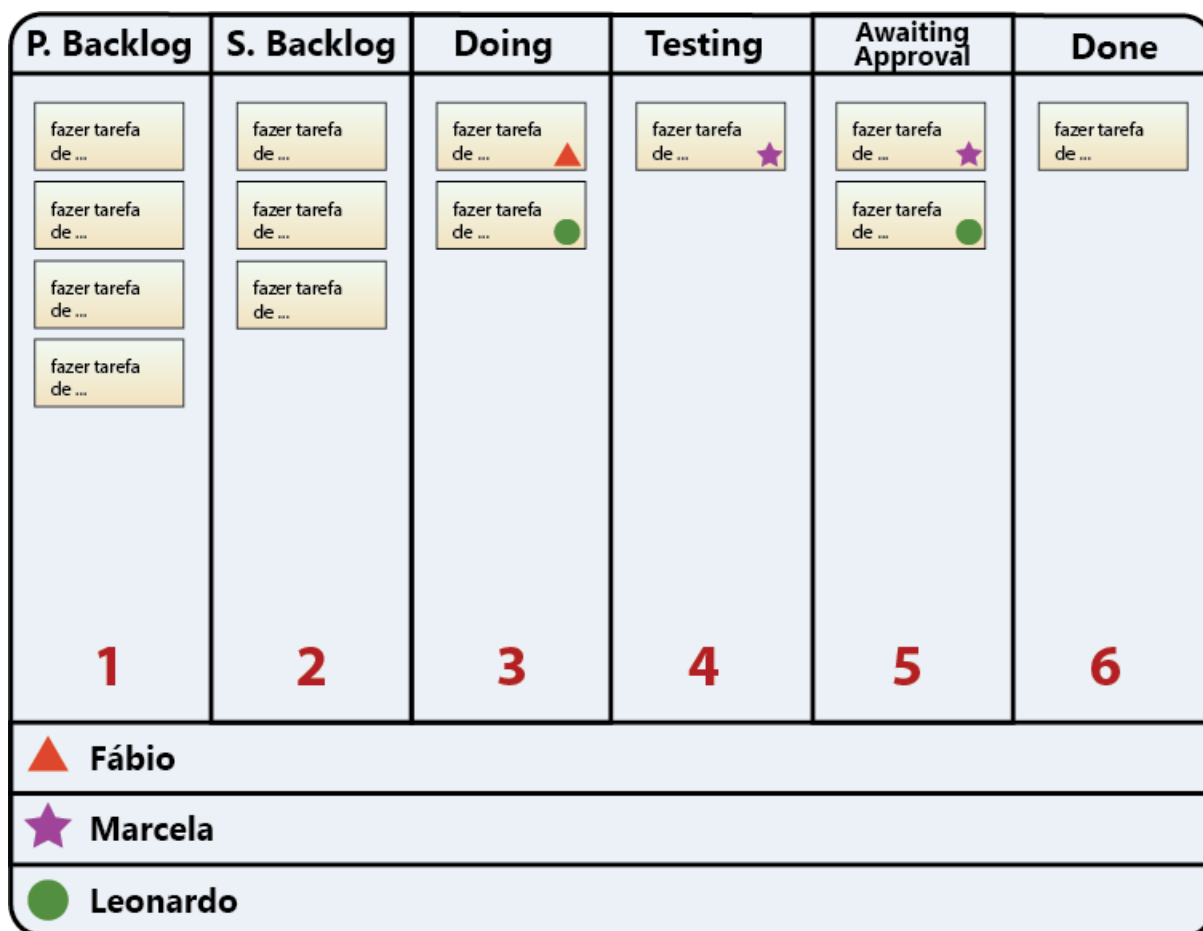 P. Backlog
S. Backlog
Doing
Testing
Awaiting
Approval
Done
fazer tarefa
de ...
fazer tarefa
de ...
fazer tarefa
de ...
fazer tarefa
de ...
fazer tarefa
de ...
fazer tarefa
de ...
fazer tarefa
de ...
fazer tarefa
de ...
fazer tarefa
de ...
fazer tarefa
de ...
fazer tarefa
de ...
fazer tarefa
de ...
fazer tarefa
de ...
1
2
3
4
5
6
Fábio
Marcela
Leonardo